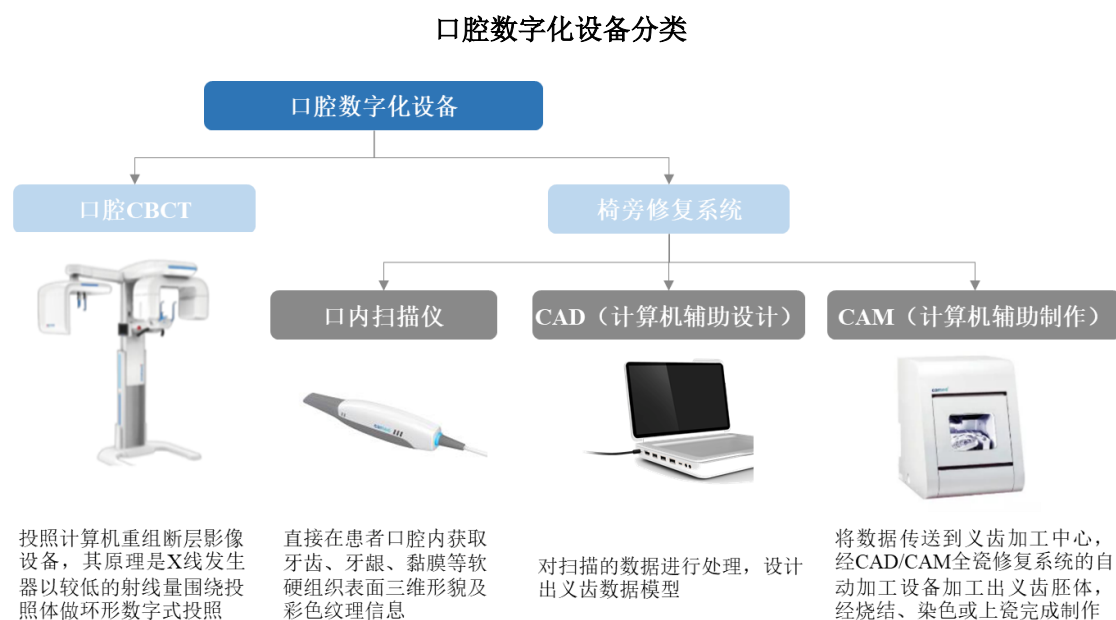 口腔数字化设备分类
口腔数字化设备
口腔CBCT
椅旁修复系统
口内扫描仪
CAD（计算机辅助设计）
CAM（计算机辅助制作）
投照计算机重组断层影像
设备，其原理是X线发生
器以较低的射线量围绕投
照体做环形数字式投照
直接在患者口腔内获取
牙齿、牙龈、黏膜等软
硬组织表面三维形貌及
彩色纹理信息
对扫描的数据进行处理，设计
出义齿数据模型
将数据传送到义齿加工中心，
经CAD/CAM全瓷修复系统的自
动加工设备加工出义齿胚体，
经烧结、染色或上瓷完成制作